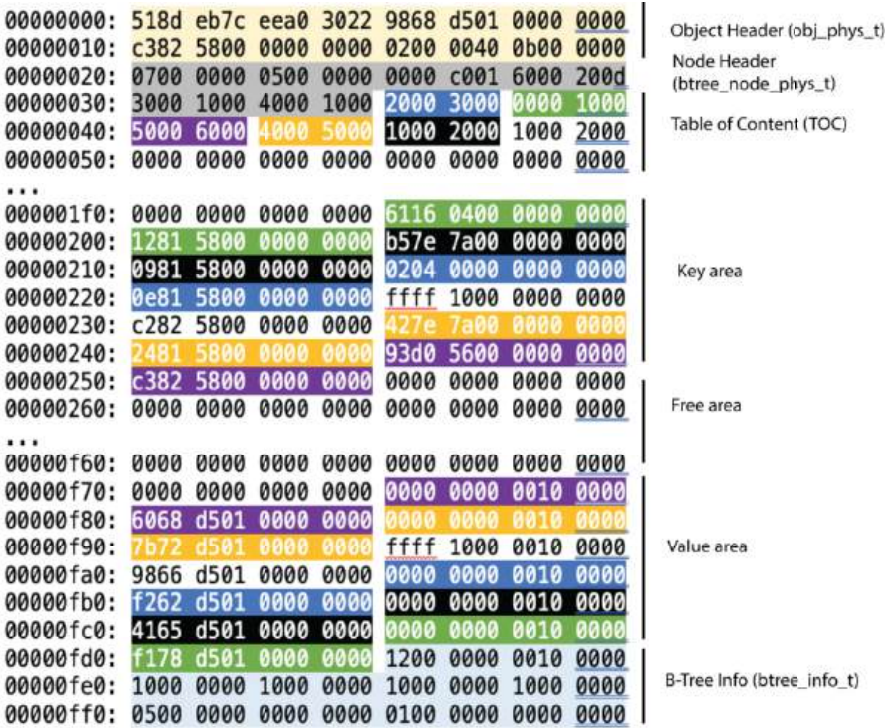 00000000: 518d eb7c eea0 3022 9868 d501 0000 0000
Object Header (obj_phys_t)
00000010: c382 5800 0000 0000 0200 0040 0b00 0000
Node Header
00000020: 0700 0000 0500 0000 0000 c001 6000 200d
(btree_node_phys_t)
00000030: 3000 1000 4000 1000 2000 3000 0000 1000
00000040: 5000 6000 4000 5000 1000 2000 1000 2000
Table of Content (TOC)
00000050: 0000 0000 0000 0000 0000 0000 0000 0000
...
000001f0: 0000 0000 0000 0000 6116 0400 0000 0000
00000200: 1281 5800 0000 0000 b57e 7a00 0000 0000
00000210: 0981 5800 0000 0000 0204 0000 0000 0000
Key area
00000220: 0e81 5800 0000 0000 ffff 1000 0000 0000
00000230: c282 5800 0000 0000 427e 7a00 0000 0000
00000240: 2481 5800 0000 0000 93d0 5600 0000 0000
00000250: c382 5800 0000 0000 0000 0000 0000 0000
Free area
00000260: 0000 0000 0000 0000 0000 0000 0000 0000
...
00000f60: 0000 0000 0000 0000 0000 0000 0000 0000
00000f70: 0000 0000 0000 0000 0000 0000 0010 0000
00000f80: 6068 d501 0000 0000 0000 0000 0010 0000
00000f90: 7b72 d501 0000 0000 ffff 1000 0010 0000
Value area
00000fa0: 9866 d501 0000 0000 0000 0000 0010 0000
00000fb0: f262 d501 0000 0000 0000 0000 0010 0000
00000fc0: 4165 d501 0000 0000 0000 0000 0010 0000
00000fd0: f178 d501 0000 0000 1200 0000 0010 0000
00000fe0: 1000 0000 1000 0000 1000 0000 1000 0000
B-Tree Info (btree_info_t)
00000ff0: 0500 0000 0000 0000 0100 0000 0000 0000